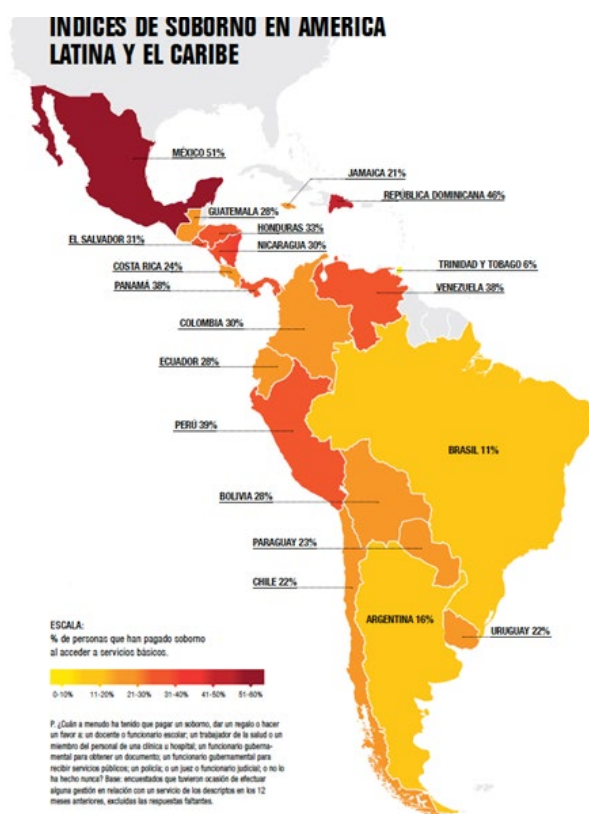 ÍNDICES DE SOBORNO EN AMÉRICA
LATINA Y EL CARIBE
MÉXICO 51%
JAMAICA 21%
REPÚBLICA DOMINICANA 46%
GUATEMALA 28%
HONDURAS 33%
EL SALVADOR 31%
NICARAGUA 30%
COSTA RICA 24%
TRINIDAD Y TOBAGO 6%
PANAMÁ 38%
VENEZUELA 38%
COLOMBIA 30%
ECUADOR 28%
PERÚ 39%
BRASIL 11%
BOLIVIA 28%
PARAGUAY 23%
CHILE 22%
ARGENTINA 16%
URUGUAY 22%
ESCALA:
% de personas que han pagado soborno
al acceder a servicios básicos.
0-10% 11-20% 21-30% 31-40% 41-50% 51-60%
P. ¿Cuán a menudo ha tenido que pagar un soborno, dar un regalo o hacer
un favor a: un docente o funcionario escolar; un trabajador de la salud o un
miembro del personal de una clínica u hospital; un funcionario guberna-
mental para obtener un documento; un funcionario gubernamental para
recibir servicios públicos; un policía; o un juez o funcionario judicial; o no lo
ha hecho nunca? Base: encuestados que tuvieron ocasión de efectuar
alguna gestión en relación con un servicio de los descriptos en los 12
meses anteriores, excluidas las respuestas faltantes.